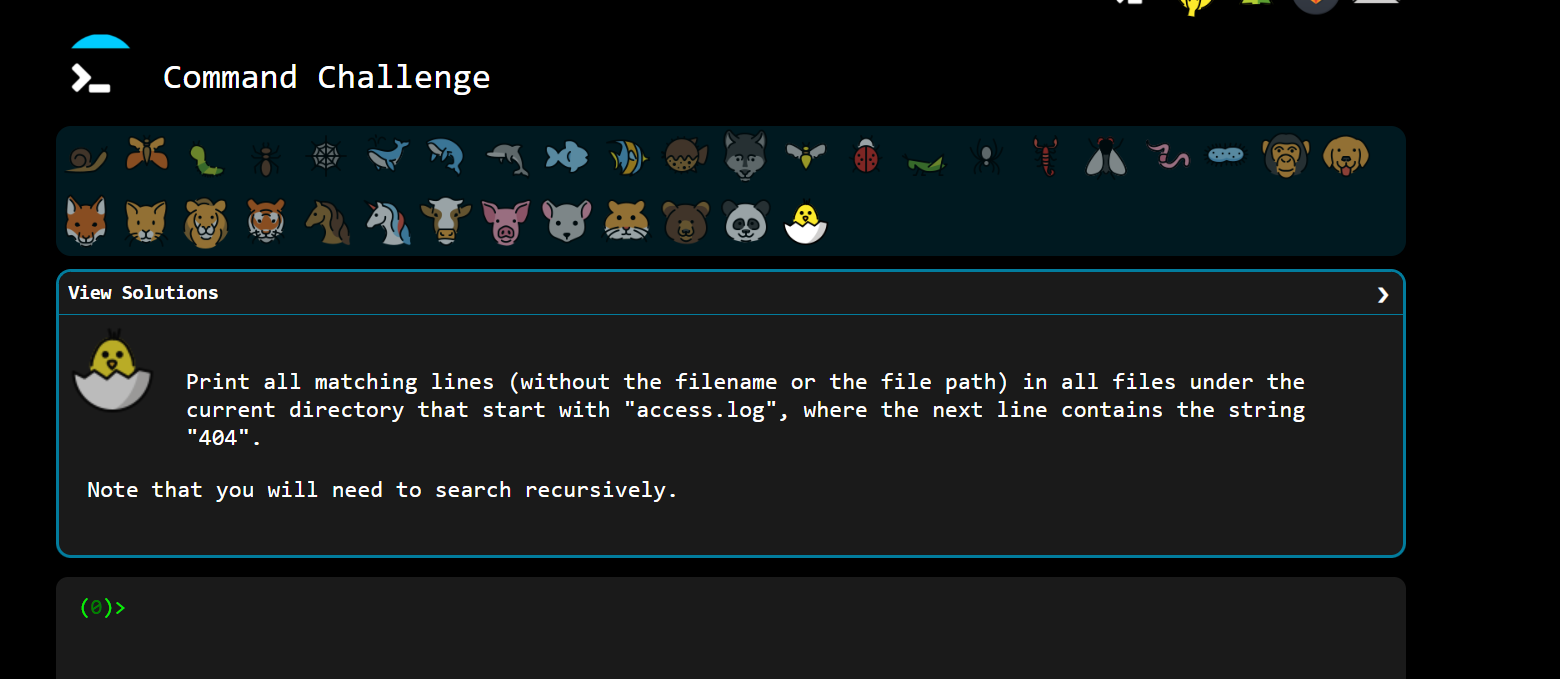 Command Challenge
View Solutions
Print all matching lines (without the filename or the file path) in all files under the
current directory that start with "access.log", where the next line contains the string
"404".
Note that you will need to search recursively.
(0)>